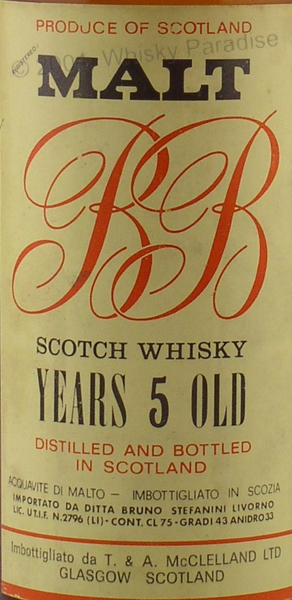 PRODUCE OF SCOTLAND
REGISTERED
© 2004 Whisky Paradise
MALT
BB
SCOTCH WHISKY
YEARS 5 OLD
DISTILLED AND BOTTLED
IN SCOTLAND
ACQUAVITE DI MALTO – IMBOTTIGLIATO IN SCOZIA
IMPORTATO DA DITTA BRUNO STEFANINI LIVORNO
LIC. U.T.I.F. N.2796 (LI) - CONT. CL 75 - GRADI 43 ANIDRO 33
Imbottigliato da T. & A. McCLELLAND LTD
GLASGOW SCOTLAND